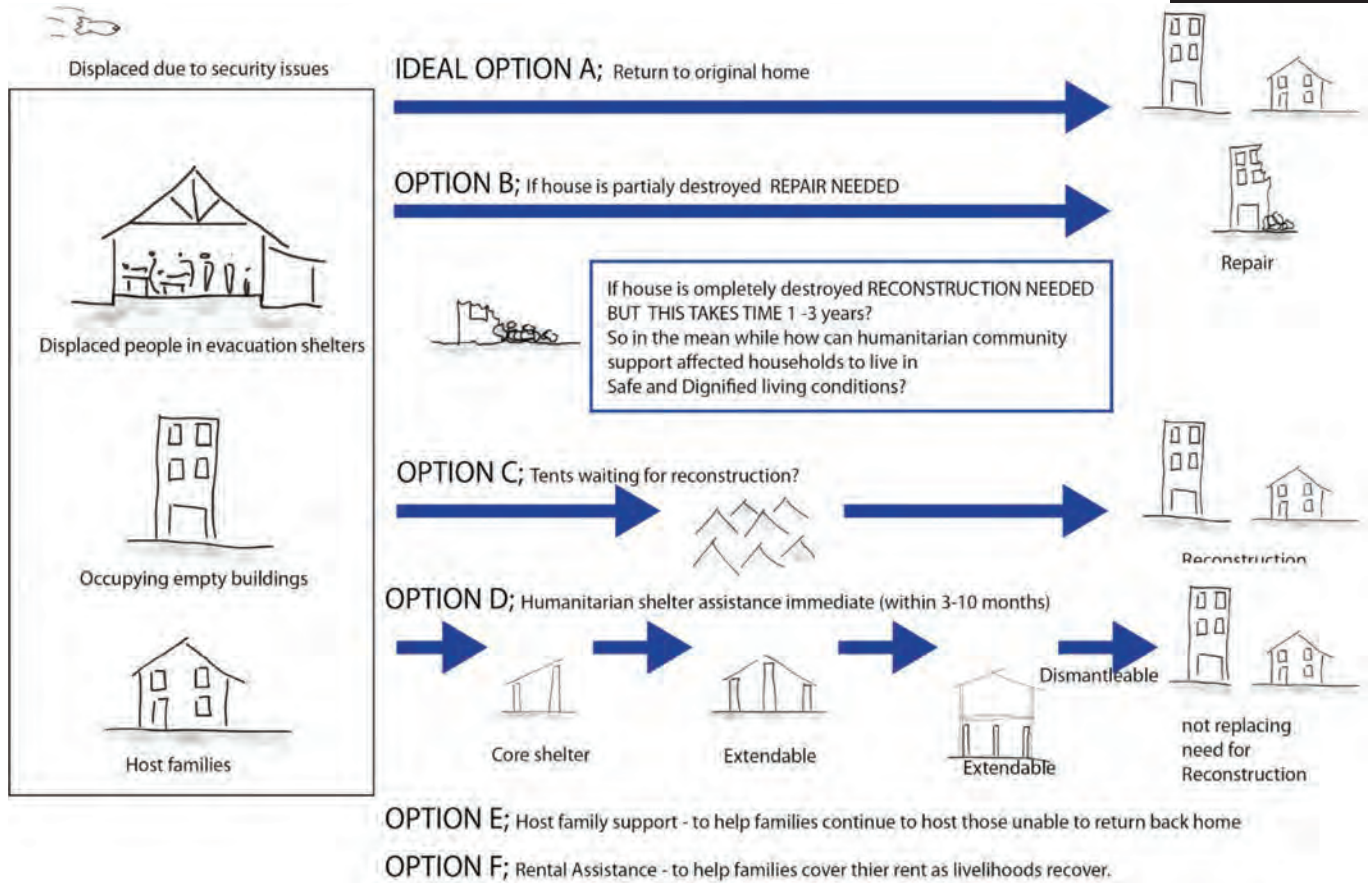 Displaced due to security issues
IDEAL OPTION A; Return to original home
OPTION B; If house is partialy destroyed REPAIR NEEDED
Repair
If house is ompletely destroyed RECONSTRUCTION NEEDED
BUT THIS TAKES TIME 1 -3 years?
So in the mean while how can humanitarian community
support affected households to live in
Safe and Dignified living conditions?
Displaced people in evacuation shelters
OPTION C; Tents waiting for reconstruction?
Reconstruction
Occupying empty buildings
OPTION D; Humanitarian shelter assistance immediate (within 3-10 months)
Dismantleable
Core shelter
Extendable
Extendable
not replacing
need for
Reconstruction
Host families
OPTION E; Host family support - to help families continue to host those unable to return back home
OPTION F; Rental Assistance - to help families cover thier rent as livelihoods recover.